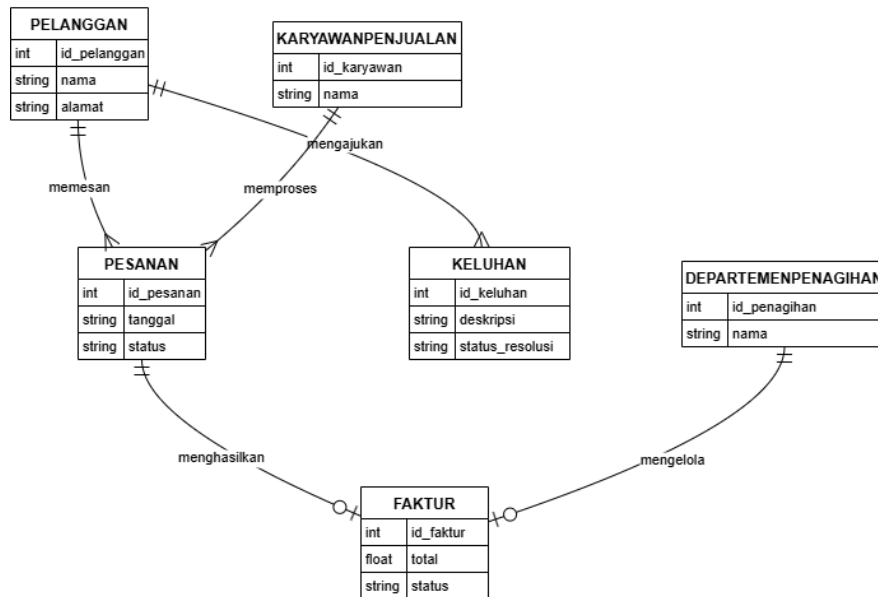 PELANGGAN
int id_pelanggan
string nama
string alamat
KARYAWANPENJUALAN
int id_karyawan
string nama
mengajukan
memesan
memproses
PESANAN
int id_pesanan
string tanggal
string status
KELUHAN
int id_keluhan
string deskripsi
string status_resolusi
DEPARTEMENPENAGIHAN
int id_penagihan
string nama
menghasilkan
mengelola
FAKTUR
int id_faktur
float total
string status